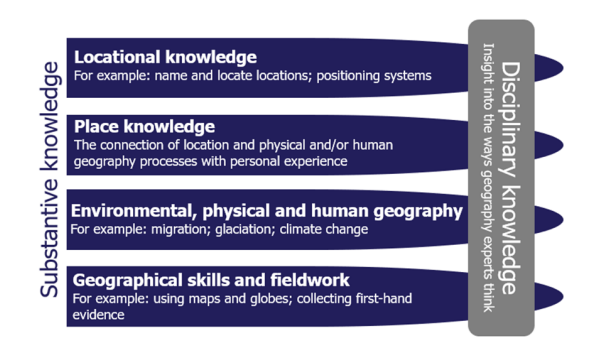 Substantive knowledge
Locational knowledge
For example: name and locate locations; positioning systems
Place knowledge
The connection of location and physical and/or human
geography processes with personal experience
Environmental, physical and human geography
For example: migration; glaciation; climate change
Geographical skills and fieldwork
For example: using maps and globes; collecting first-hand
evidence
Disciplinary knowledge
Insight into the ways geography experts think